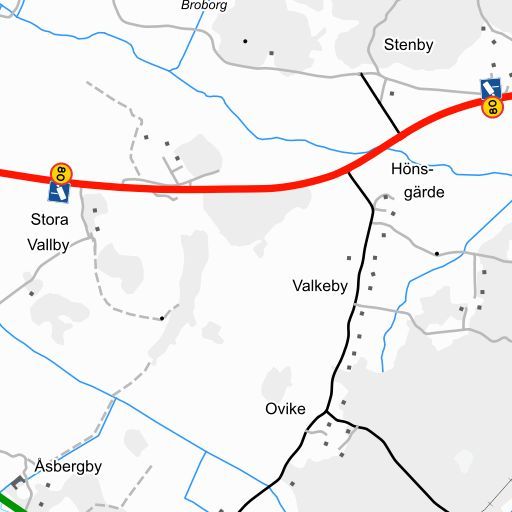 Broborg
Stenby
80
80
Höns-
gärde
Stora
Vallby
Valkeby
Ovike
Åsbergby